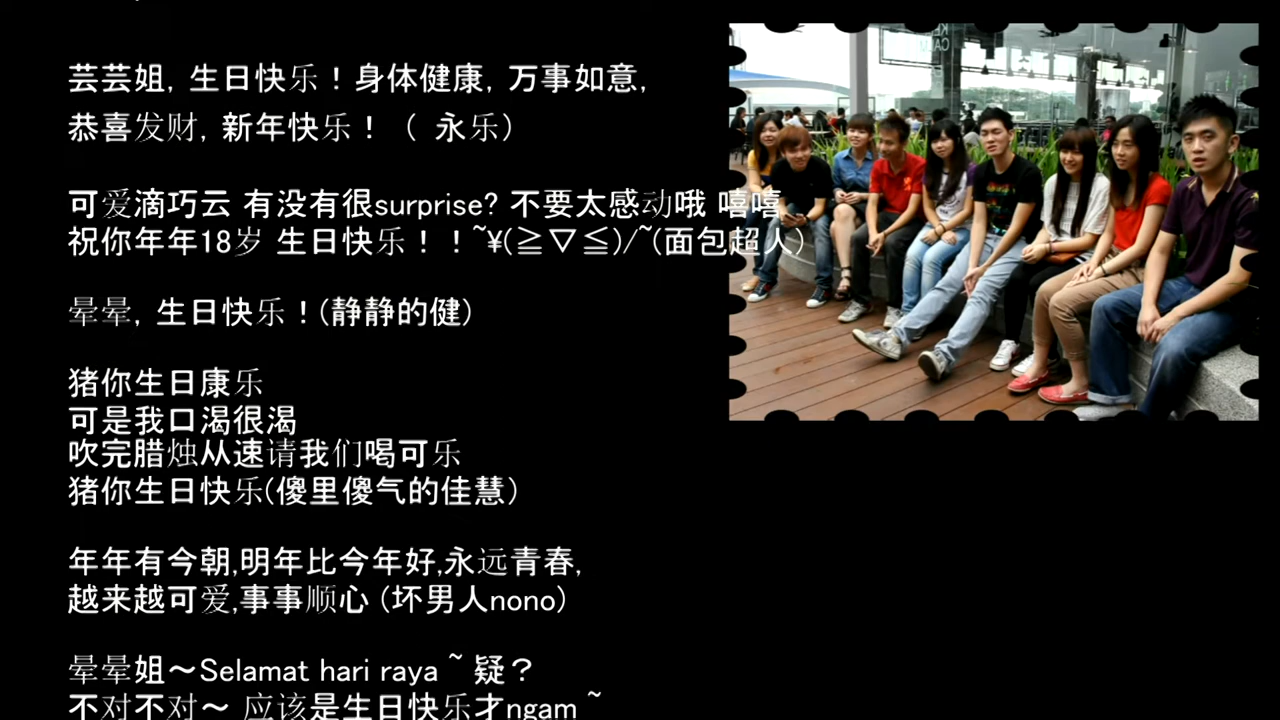 芸芸姐, 生日快乐！身体健康, 万事如意,
恭喜发财, 新年快乐！（ 永乐）
可爱滴巧云 有没有很surprise? 不要太感动哦 嘻嘻
祝你年年18岁 生日快乐！！~¥(≧▽≦)/~(面包超人)
晕晕, 生日快乐！(静静的健)
猪你生日康乐
可是我口渴很渴
吹完腊烛从速请我们喝可乐
猪你生日快乐(傻里傻气的佳慧)
年年有今朝,明年比今年好,永远青春,
越来越可爱,事事顺心 (坏男人nono)
晕晕姐～Selamat hari raya ~ 疑？
不对不对～ 应该是生日快乐才ngam ~